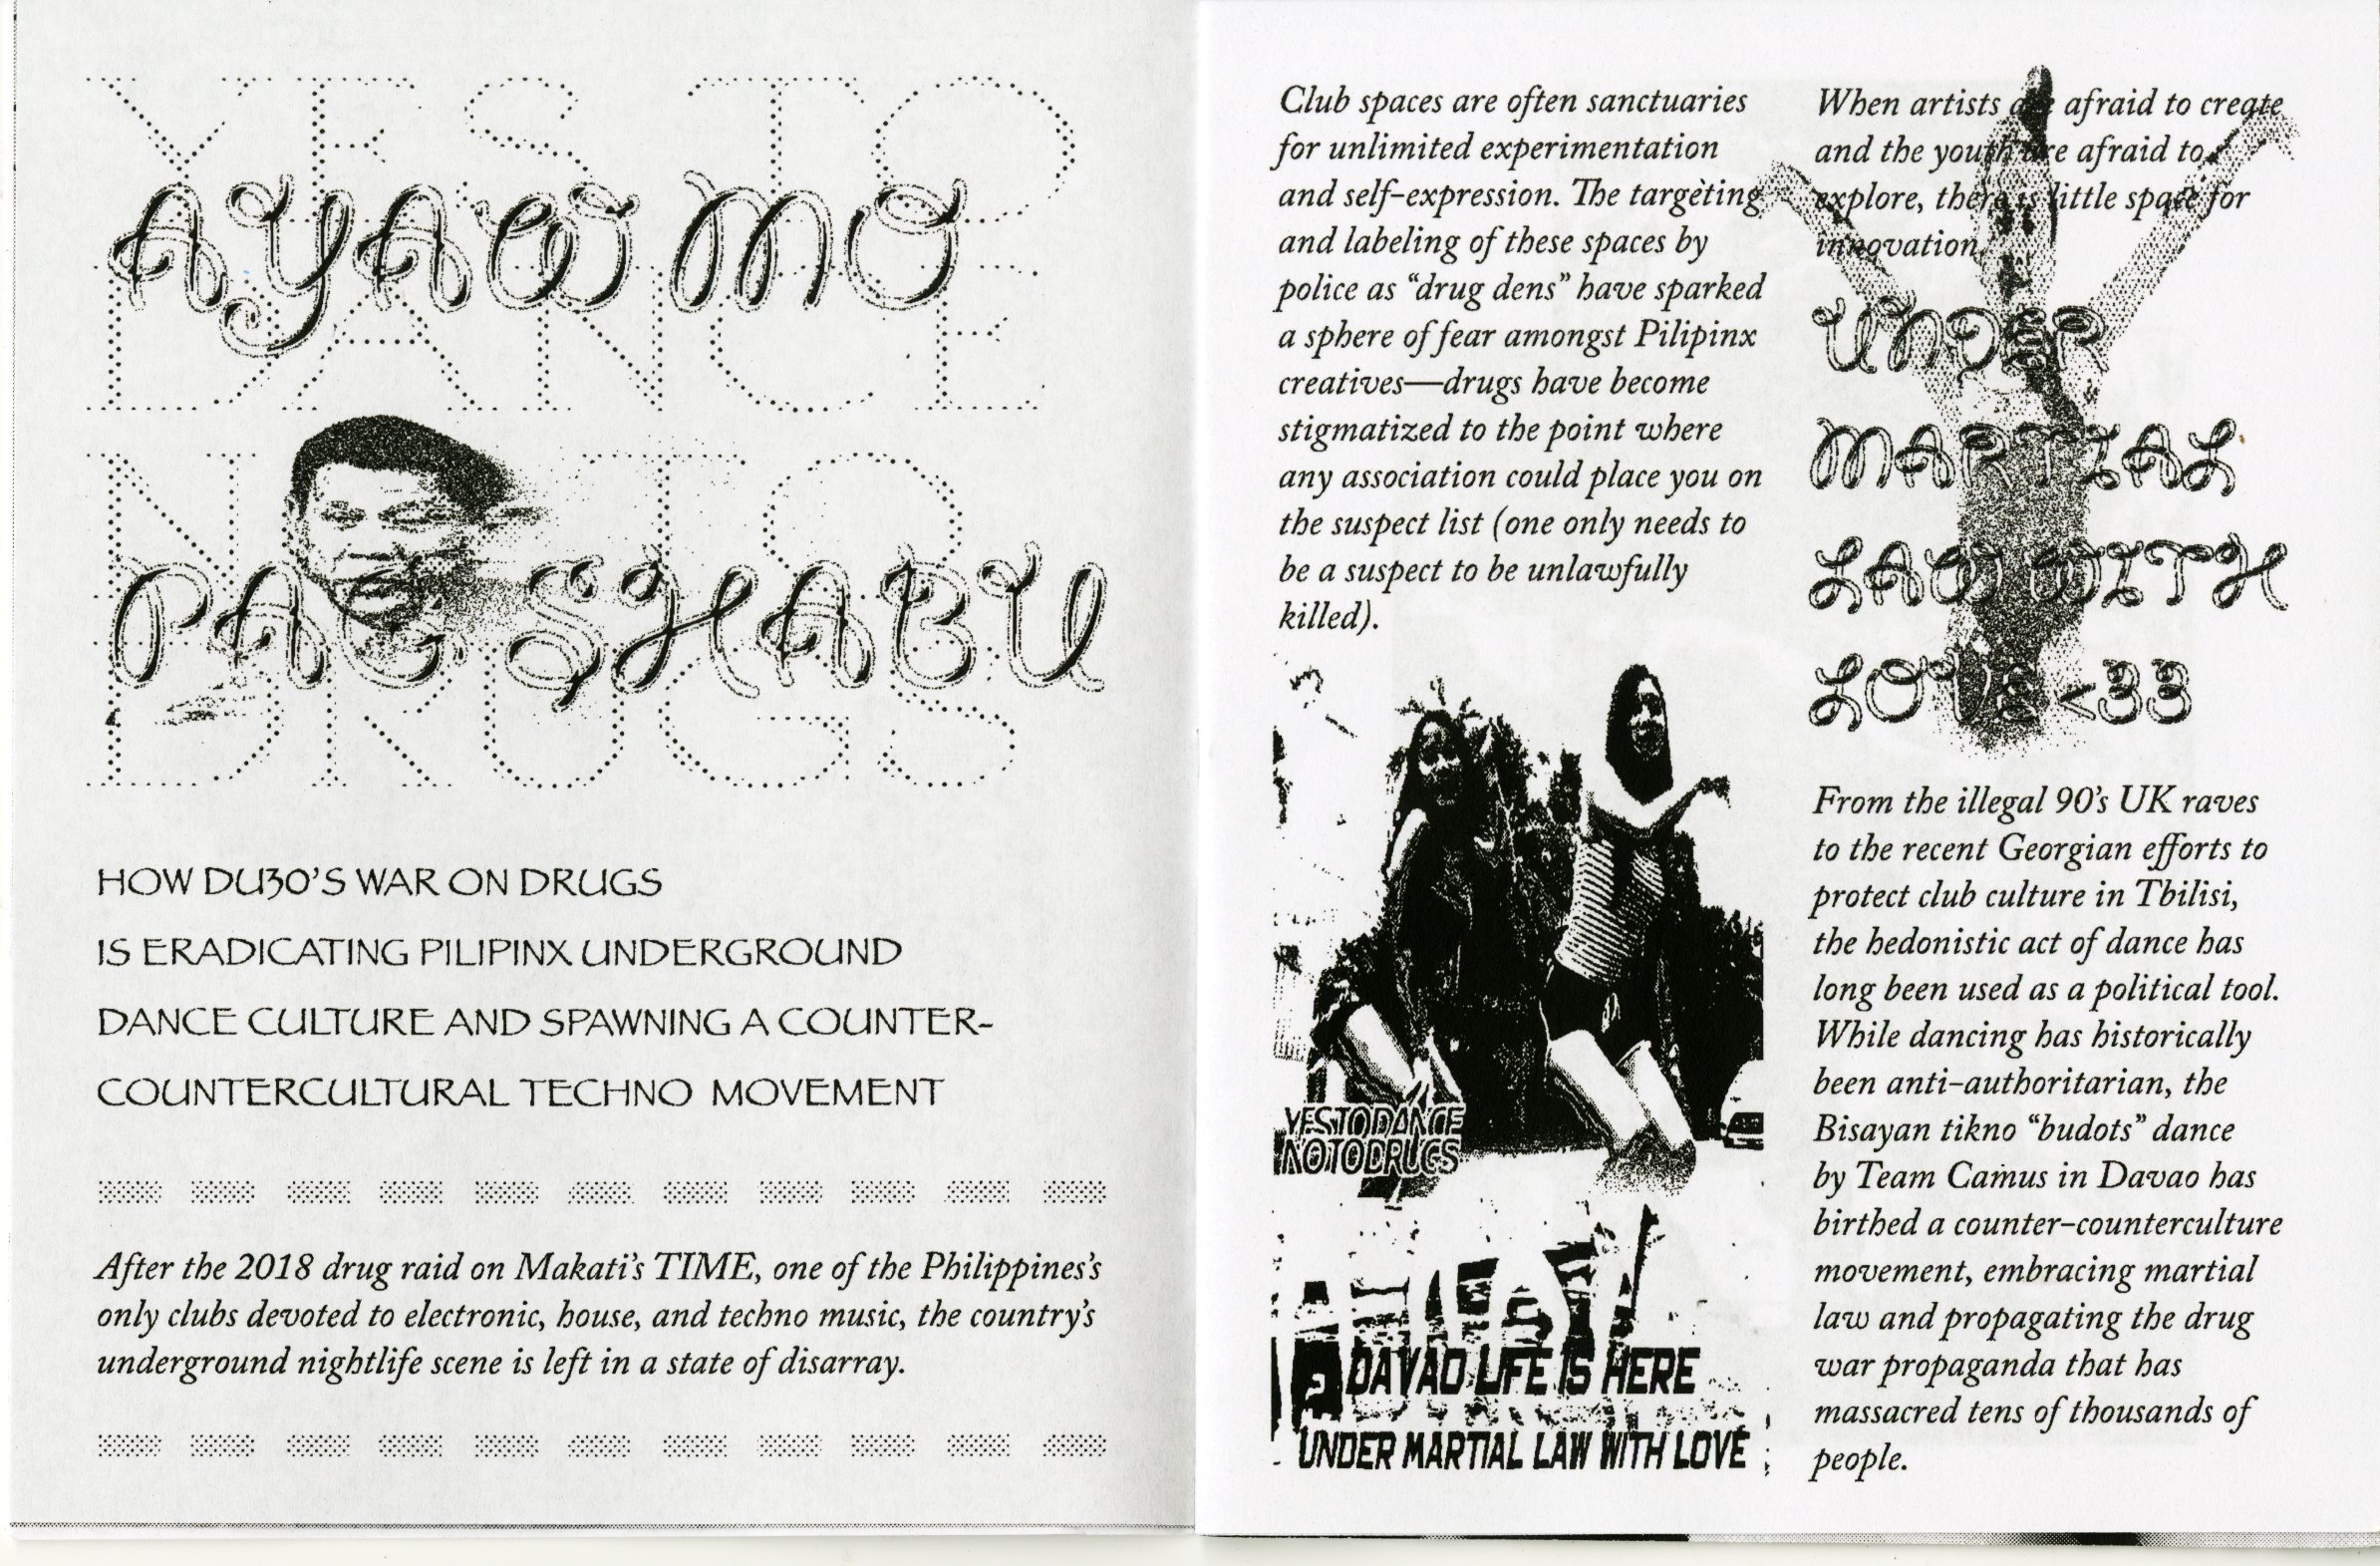 YES TO
DANCE
NO TO
DRUGS
AYAW MO
PAG SHABU
HOW DU30'S WAR ON DRUGS
IS ERADICATING PILIPINX UNDERGROUND
DANCE CULTURE AND SPAWNING A COUNTER-
COUNTERCULTURAL TECHNO MOVEMENT
After the 2018 drug raid on Makati's TIME, one of the Philippines's
only clubs devoted to electronic, house, and techno music, the country's
underground nightlife scene is left in a state of disarray.
Club spaces are often sanctuaries
for unlimited experimentation
and self-expression. The targeting
and labeling of these spaces by
police as “drug dens” have sparked
a sphere of fear amongst Pilipinx
creatives—drugs have become
stigmatized to the point where
any association could place you on
the suspect list (one only needs to
be a suspect to be unlawfully
killed).
YESTODANCE
NOTODRUGS
DAVAO LIFE IS HERE
UNDER MARTIAL LAW WITH LOVE
When artists are afraid to create
and the youth are afraid to
explore, there is little space for
innovation.
UNDER
MARTIAL
LAW WITH
LOVE <33
From the illegal 90's UK raves
to the recent Georgian efforts to
protect club culture in Tbilisi,
the hedonistic act of dance has
long been used as a political tool.
While dancing has historically
been anti-authoritarian, the
Bisayan tikno “budots” dance
by Team Camus in Davao has
birthed a counter-counterculture
movement, embracing martial
law and propagating the drug
war propaganda that has
massacred tens of thousands of
people.